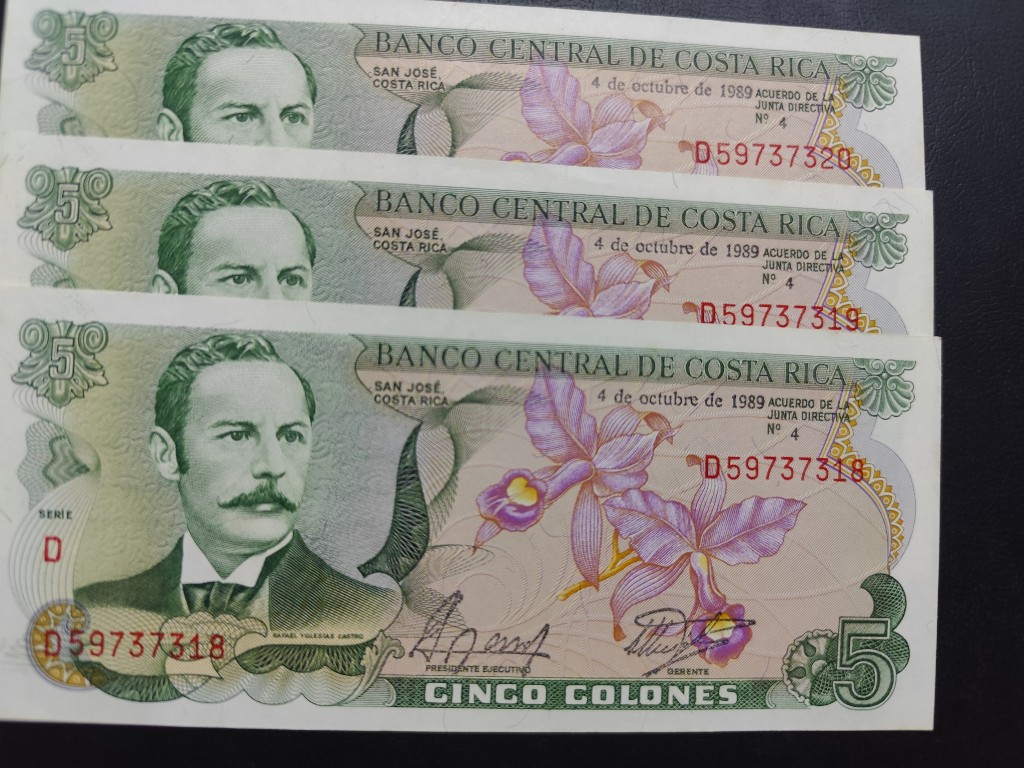 5
BANCO CENTRAL DE COSTA RICA
SAN JOSÉ,
COSTA RICA
4 de octubre de 1989
ACUERDO DE LA
JUNTA DIRECTIVA
Nº 4
D59737320
5
BANCO CENTRAL DE COSTA RICA
SAN JOSÉ,
COSTA RICA
4 de octubre de 1989
ACUERDO DE LA
JUNTA DIRECTIVA
Nº 4
D59737319
5
BANCO CENTRAL DE COSTA RICA
SAN JOSÉ,
COSTA RICA
4 de octubre de 1989
ACUERDO DE LA
JUNTA DIRECTIVA
Nº 4
D59737318
SERIE
D
D59737318
RAFAEL YGLESIAS CASTRO
PRESIDENTE EJECUTIVO
GERENTE
CINCO COLONES
5